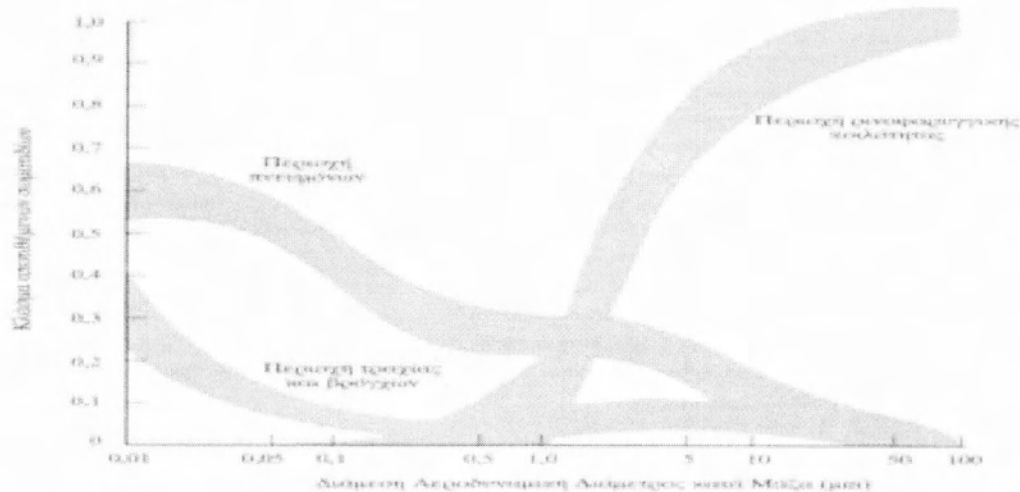 1,0
0,9
0,8
0,7
0,6
0,5
0,4
0,3
0,2
0,1
0
Κλάσμα αποτιθέμενων σωματιδίων
Περιοχή
πνευμόνων
Περιοχή ρινοφαρυγγικής
κοιλότητας
Περιοχή τραχείας
και βρόγχων
0,01
0,05
0,1
0,5
1,0
5
10
50
100
Διάμεση Αεροδυναμική Διάμετρος κατά Μάζα (μm)